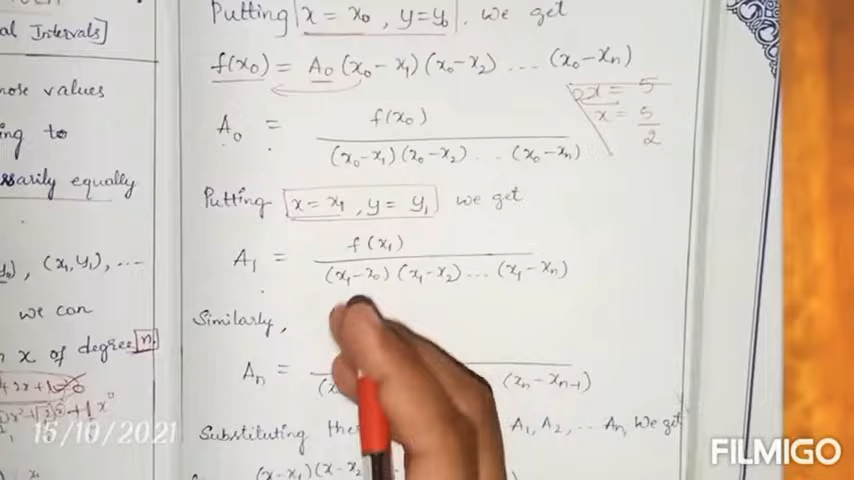 al Intervals]
nose values
ing to
ssarily equally
y0), (x1, y1), ...
we can
n x of degree n
15/10/2021
Putting x = x0 , y = y0 , we get
f(x0) = A0 (x0 - x1) (x0 - x2) ... (x0 - xn)
2x = 5
x = 5/2
A0 = f(x0) / (x0 - x1) (x0 - x2) ... (x0 - xn)
Putting x = x1 , y = y1 we get
A1 = f(x1) / (x1 - x0) (x1 - x2) ... (x1 - xn)
Similarly,
An = (xn - xn-1)
Substituting the A1, A2, ... An, we get
(x - x1) (x - x2
FILMIGO